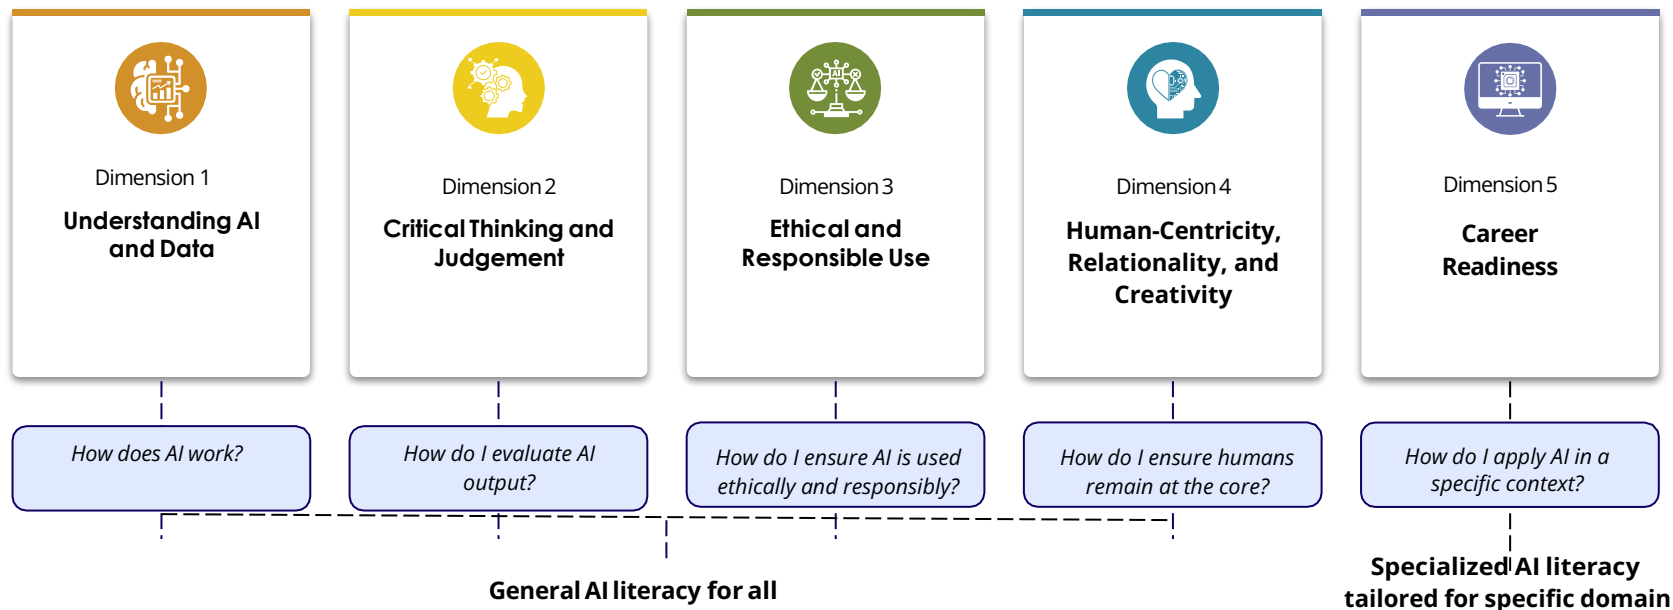 Dimension 1
Understanding AI
and Data
How does AI work?
Dimension 2
Critical Thinking and
Judgement
How do I evaluate AI
output?
Dimension 3
Ethical and
Responsible Use
How do I ensure AI is used
ethically and responsibly?
Dimension 4
Human-Centricity,
Relationality, and
Creativity
How do I ensure humans
remain at the core?
Dimension 5
Career
Readiness
How do I apply AI in a
specific context?
General AI literacy for all
Specialized AI literacy
tailored for specific domain
AI